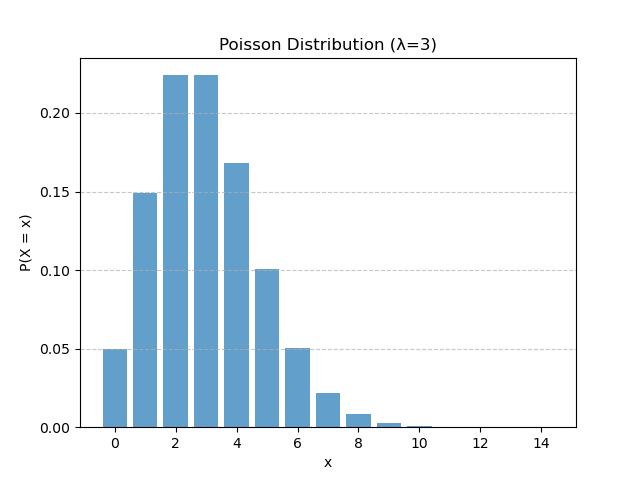 Poisson Distribution (λ=3)
P(X = x)
0.20
0.15
0.10
0.05
0.00
0 2 4 6 8 10 12 14
x